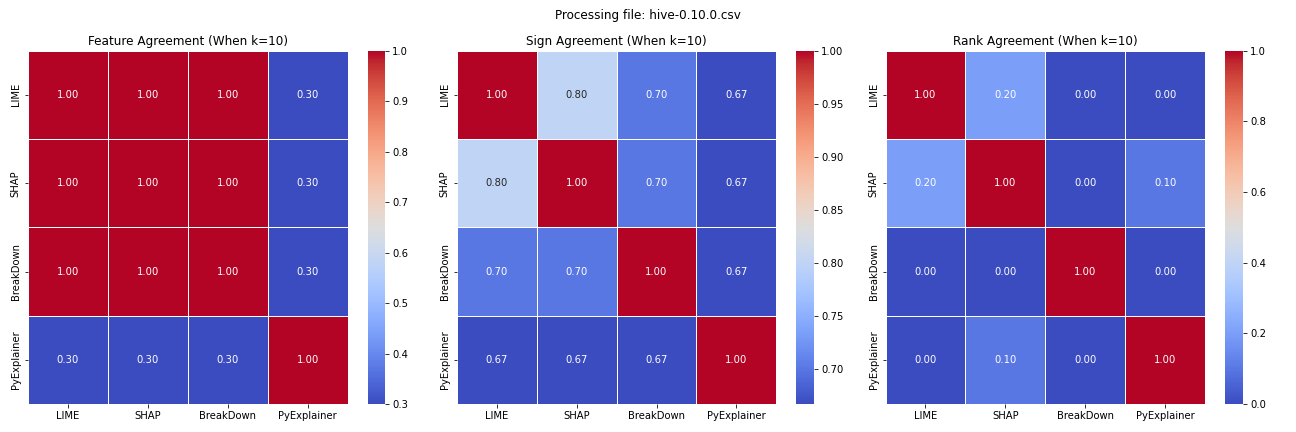 Processing file: hive-0.10.0.csv
Feature Agreement (When k=10)
LIME 1.00 1.00 1.00 0.30
SHAP 1.00 1.00 1.00 0.30
BreakDown 1.00 1.00 1.00 0.30
PyExplainer 0.30 0.30 0.30 1.00
LIME SHAP BreakDown PyExplainer
1.0
0.9
0.8
0.7
0.6
0.5
0.4
0.3
Sign Agreement (When k=10)
LIME 1.00 0.80 0.70 0.67
SHAP 0.80 1.00 0.70 0.67
BreakDown 0.70 0.70 1.00 0.67
PyExplainer 0.67 0.67 0.67 1.00
LIME SHAP BreakDown PyExplainer
1.00
0.95
0.90
0.85
0.80
0.75
0.70
Rank Agreement (When k=10)
LIME 1.00 0.20 0.00 0.00
SHAP 0.20 1.00 0.00 0.10
BreakDown 0.00 0.00 1.00 0.00
PyExplainer 0.00 0.10 0.00 1.00
LIME SHAP BreakDown PyExplainer
1.0
0.8
0.6
0.4
0.2
0.0